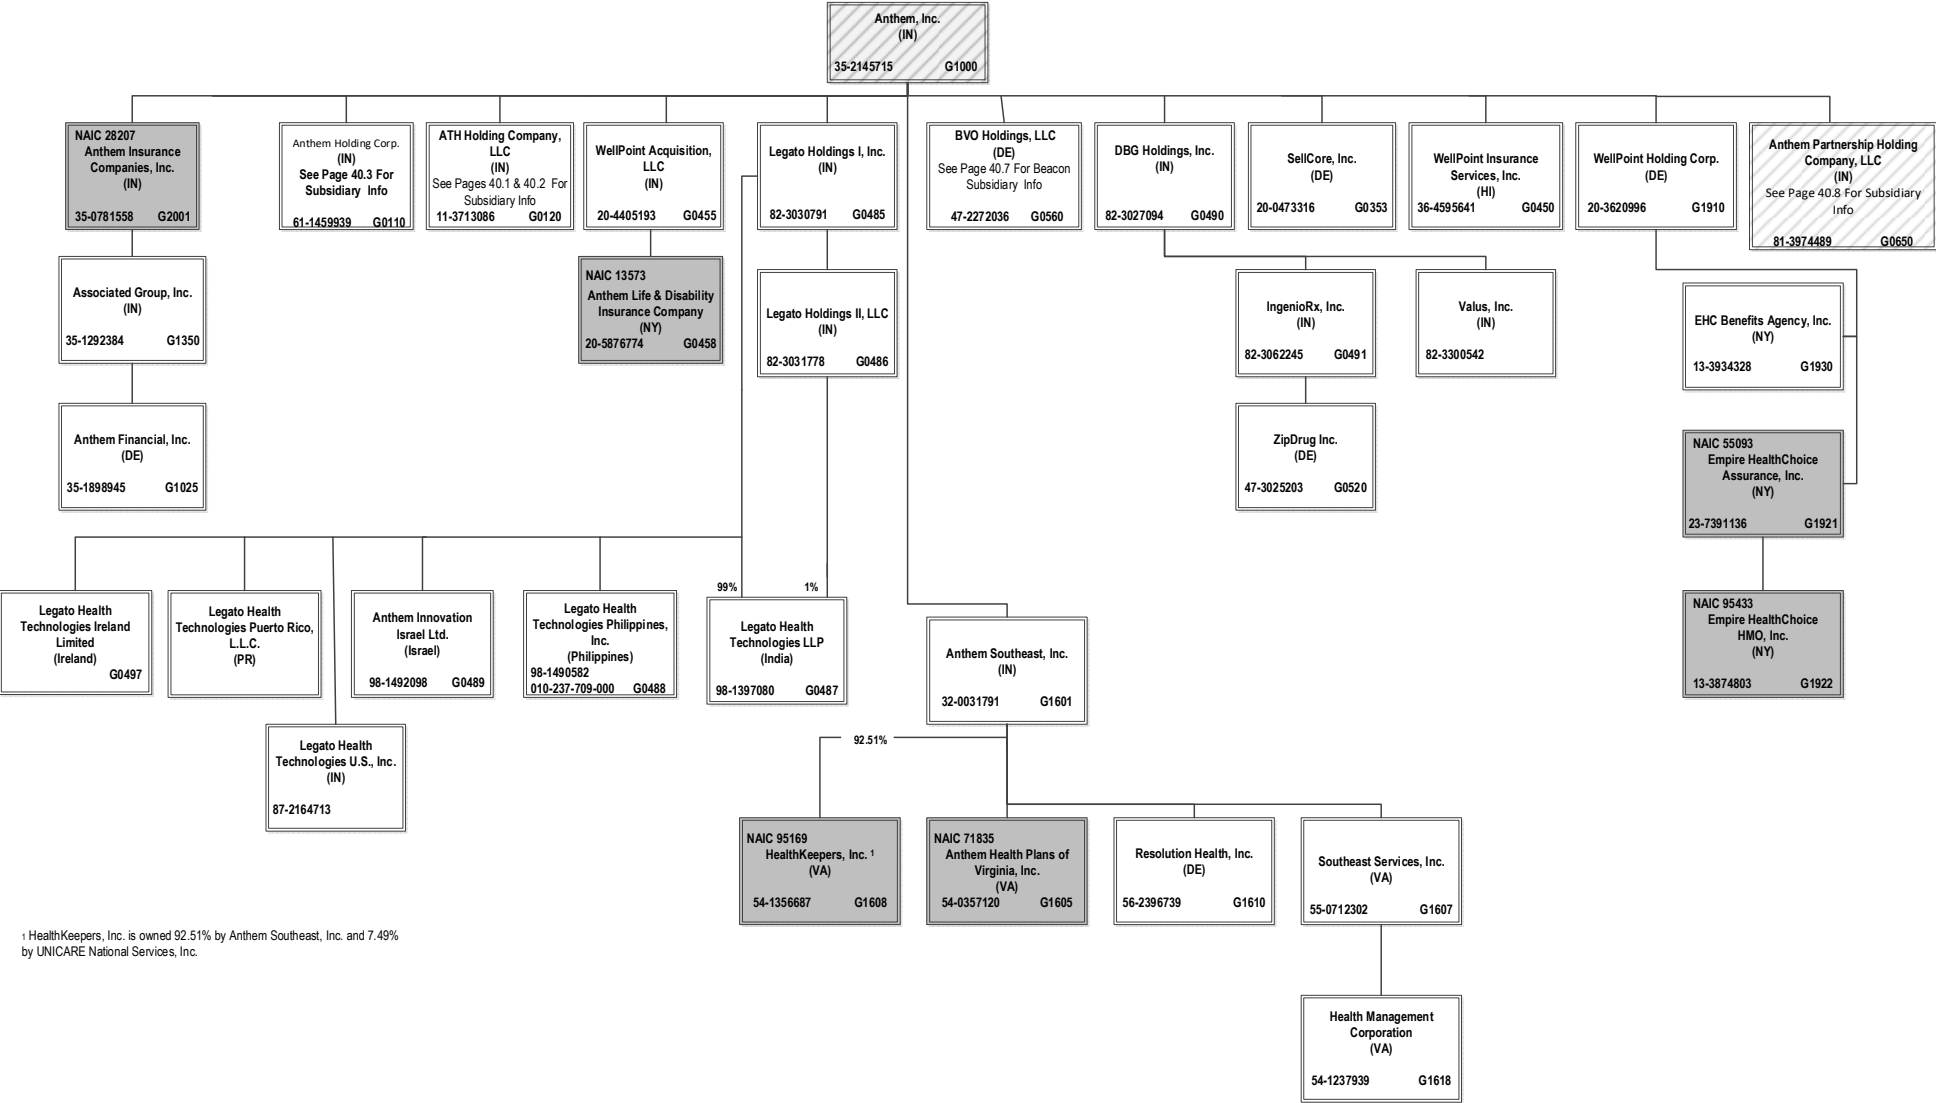 Anthem, Inc.
(IN)
35-2145715 G1000
NAIC 28207
Anthem Insurance
Companies, Inc.
(IN)
35-0781558 G2001
Anthem Holding Corp.
(IN)
See Page 40.3 For
Subsidiary Info
61-1459939 G0110
ATH Holding Company,
LLC
(IN)
See Pages 40.1 & 40.2 For
Subsidiary Info
11-3713086 G0120
WellPoint Acquisition,
LLC
(IN)
20-4405193 G0455
Legato Holdings I, Inc.
(IN)
82-3030791 G0485
BVO Holdings, LLC
(DE)
See Page 40.7 For Beacon
Subsidiary Info
47-2272036 G0560
DBG Holdings, Inc.
(IN)
82-3027094 G0490
SellCore, Inc.
(DE)
20-0473316 G0353
WellPoint Insurance
Services, Inc.
(HI)
36-4595641 G0450
WellPoint Holding Corp.
(DE)
20-3620996 G1910
Anthem Partnership Holding
Company, LLC
(IN)
See Page 40.8 For Subsidiary
Info
81-3974489 G0650
Associated Group, Inc.
(IN)
35-1292384 G1350
NAIC 13573
Anthem Life & Disability
Insurance Company
(NY)
20-5876774 G0458
Legato Holdings II, LLC
(IN)
82-3031778 G0486
IngenioRx, Inc.
(IN)
82-3062245 G0491
Valus, Inc.
(IN)
82-3300542
EHC Benefits Agency, Inc.
(NY)
13-3934328 G1930
Anthem Financial, Inc.
(DE)
35-1898945 G1025
ZipDrug Inc.
(DE)
47-3025203 G0520
NAIC 55093
Empire HealthChoice
Assurance, Inc.
(NY)
23-7391136 G1921
99% 1%
Legato Health
Technologies Ireland
Limited
(Ireland)
G0497
Legato Health
Technologies Puerto Rico,
L.L.C.
(PR)
Anthem Innovation
Israel Ltd.
(Israel)
98-1492098 G0489
Legato Health
Technologies Philippines,
Inc.
(Philippines)
98-1490582
010-237-709-000 G0488
Legato Health
Technologies LLP
(India)
98-1397080 G0487
Anthem Southeast, Inc.
(IN)
32-0031791 G1601
NAIC 95433
Empire HealthChoice
HMO, Inc.
(NY)
13-3874803 G1922
Legato Health
Technologies U.S., Inc.
(IN)
87-2164713
92.51%
NAIC 95169
HealthKeepers, Inc. 1
(VA)
54-1356687 G1608
NAIC 71835
Anthem Health Plans of
Virginia, Inc.
(VA)
54-0357120 G1605
Resolution Health, Inc.
(DE)
56-2396739 G1610
Southeast Services, Inc.
(VA)
55-0712302 G1607
1 HealthKeepers, Inc. is owned 92.51% by Anthem Southeast, Inc. and 7.49%
by UNICARE National Services, Inc.
Health Management
Corporation
(VA)
54-1237939 G1618